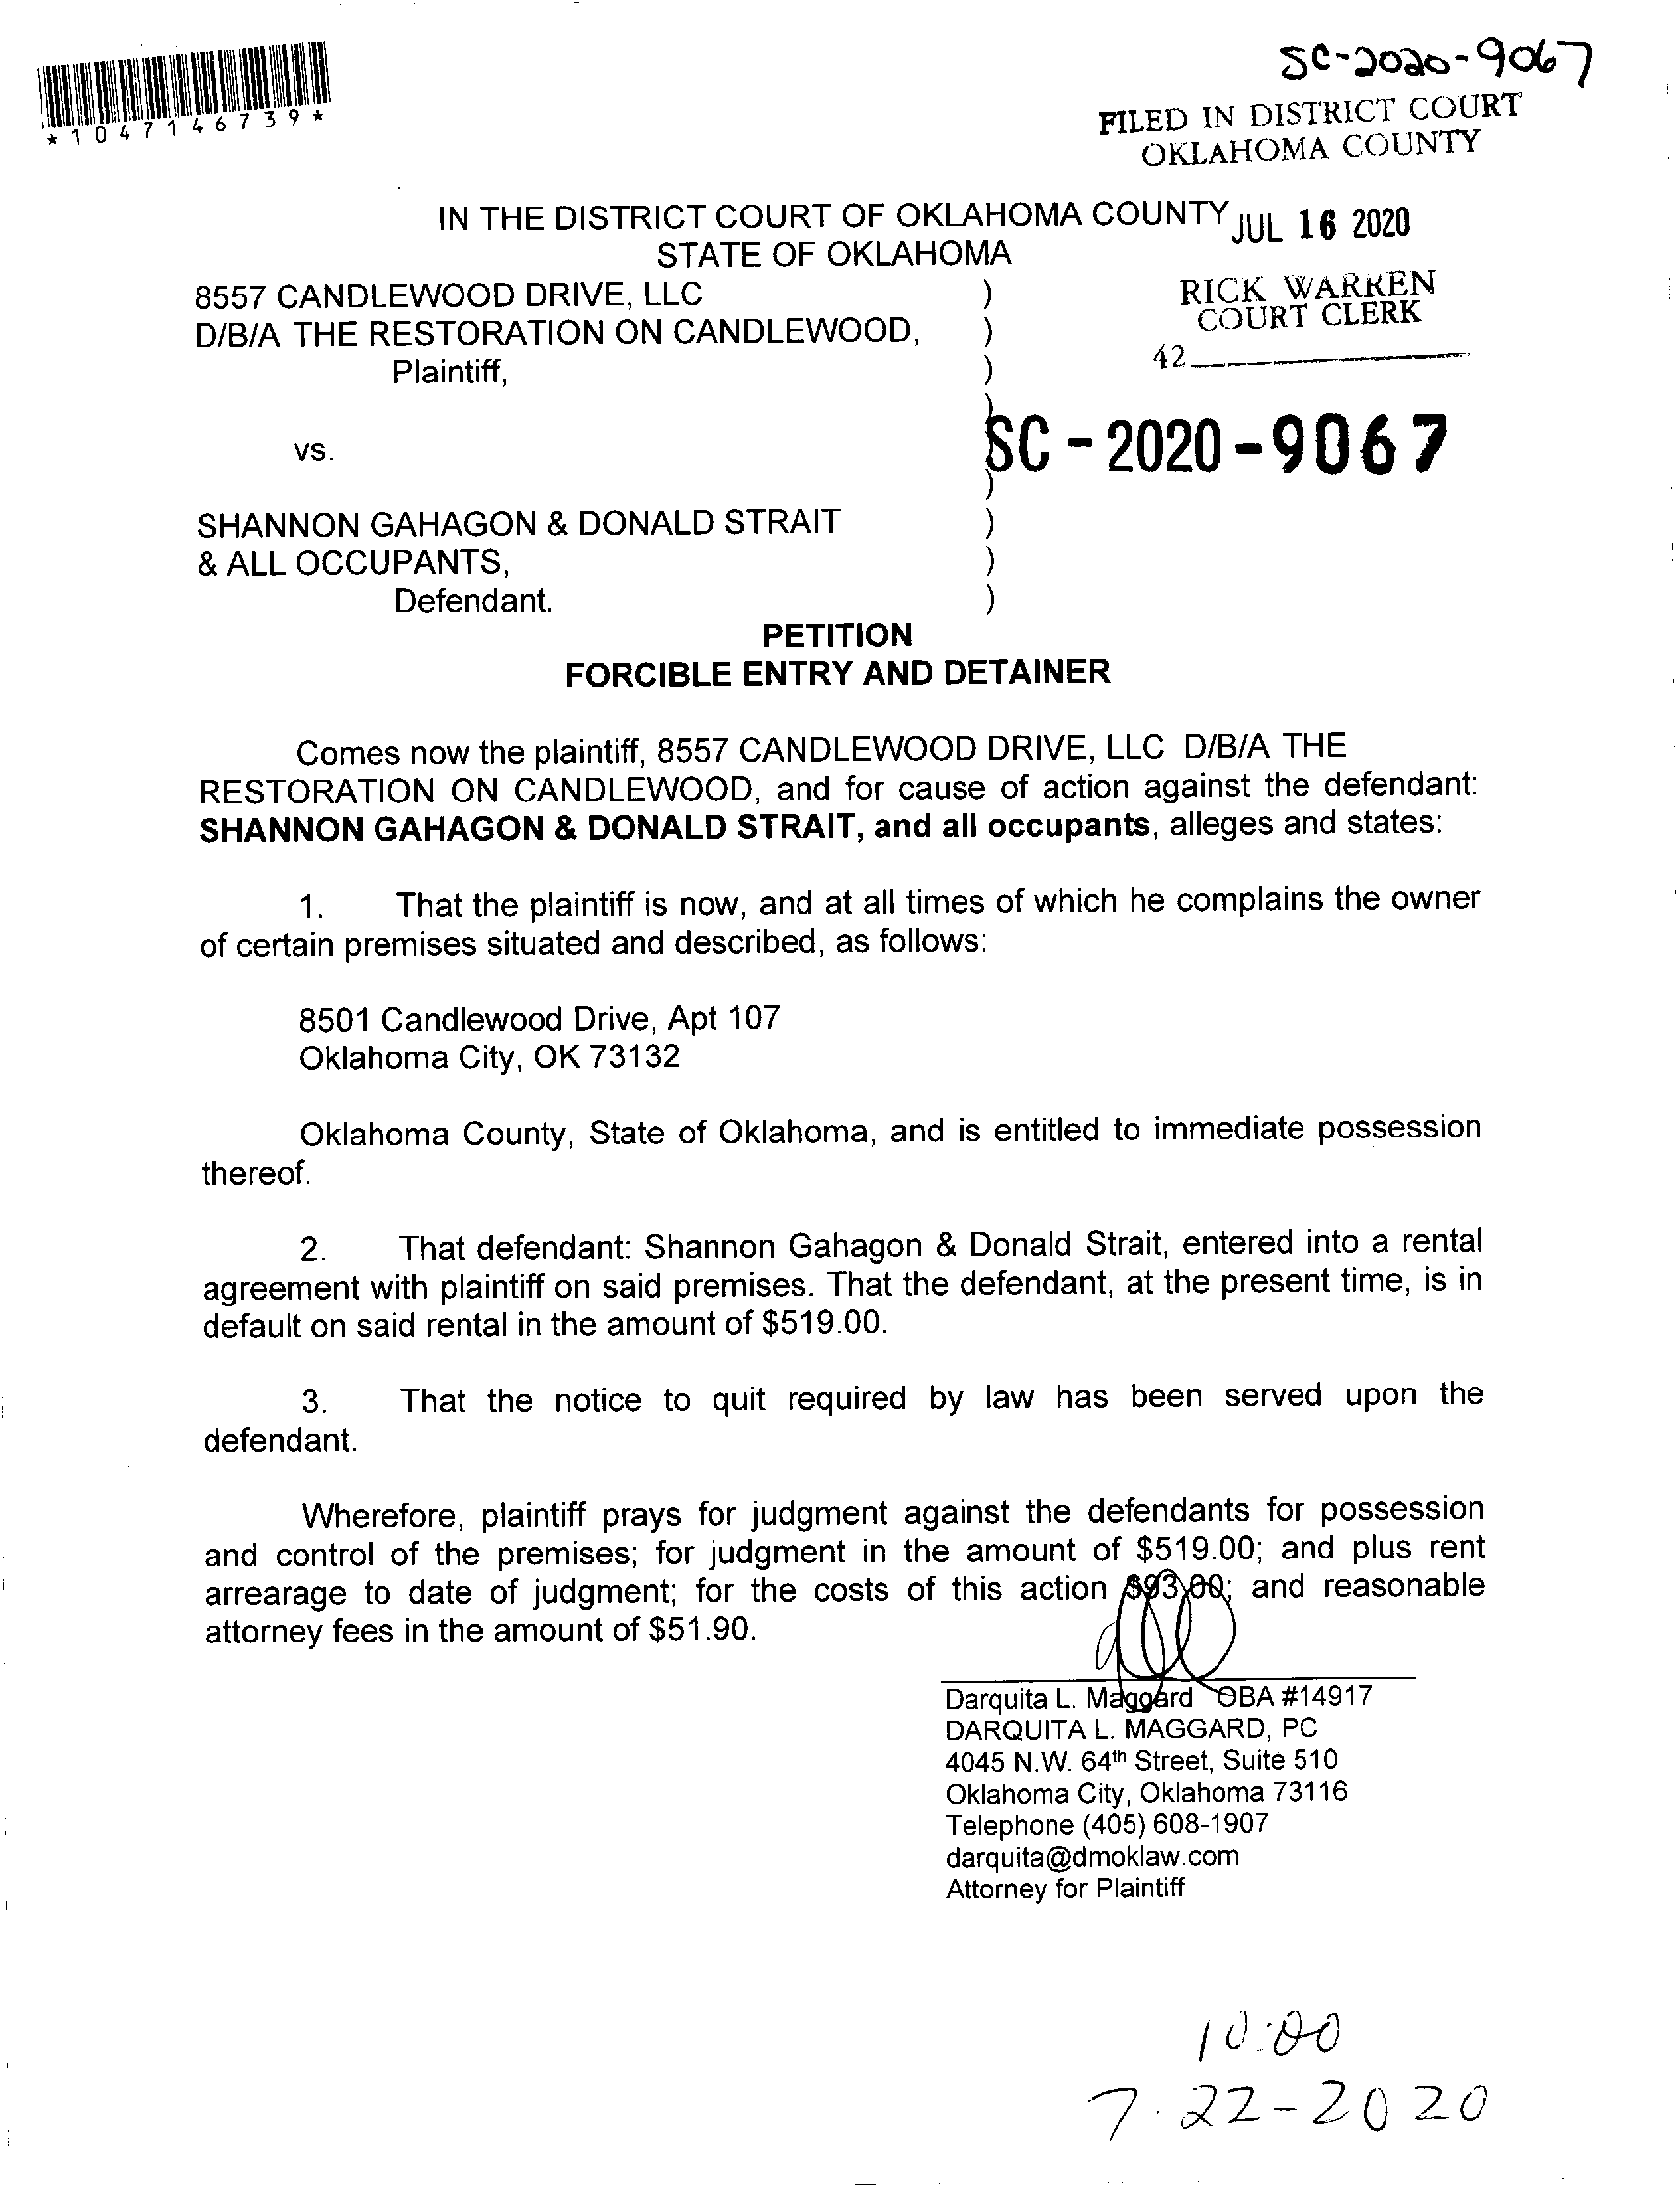 SC-2020-9067
*1047146739*
FILED IN DISTRICT COURT
OKLAHOMA COUNTY
IN THE DISTRICT COURT OF OKLAHOMA COUNTY JUL 16 2020
STATE OF OKLAHOMA
8557 CANDLEWOOD DRIVE, LLC )
D/B/A THE RESTORATION ON CANDLEWOOD, )
Plaintiff, )
RICK WARREN
COURT CLERK
42
)
vs. SC-2020-9067
)
SHANNON GAHAGON & DONALD STRAIT )
& ALL OCCUPANTS, )
Defendant. )
PETITION
FORCIBLE ENTRY AND DETAINER
Comes now the plaintiff, 8557 CANDLEWOOD DRIVE, LLC D/B/A THE
RESTORATION ON CANDLEWOOD, and for cause of action against the defendant:
SHANNON GAHAGON & DONALD STRAIT, and all occupants, alleges and states:
1. That the plaintiff is now, and at all times of which he complains the owner
of certain premises situated and described, as follows:
8501 Candlewood Drive, Apt 107
Oklahoma City, OK 73132
Oklahoma County, State of Oklahoma, and is entitled to immediate possession
thereof.
2. That defendant: Shannon Gahagon & Donald Strait, entered into a rental
agreement with plaintiff on said premises. That the defendant, at the present time, is in
default on said rental in the amount of $519.00.
3. That the notice to quit required by law has been served upon the
defendant.
Wherefore, plaintiff prays for judgment against the defendants for possession
and control of the premises; for judgment in the amount of $519.00; and plus rent
arrearage to date of judgment; for the costs of this action $93.00; and reasonable
attorney fees in the amount of $51.90.
Darquita L. Maggard OBA #14917
DARQUITA L. MAGGARD, PC
4045 N.W. 64th Street, Suite 510
Oklahoma City, Oklahoma 73116
Telephone (405) 608-1907
darquita@dmoklaw.com
Attorney for Plaintiff
10:00
7-22-2020